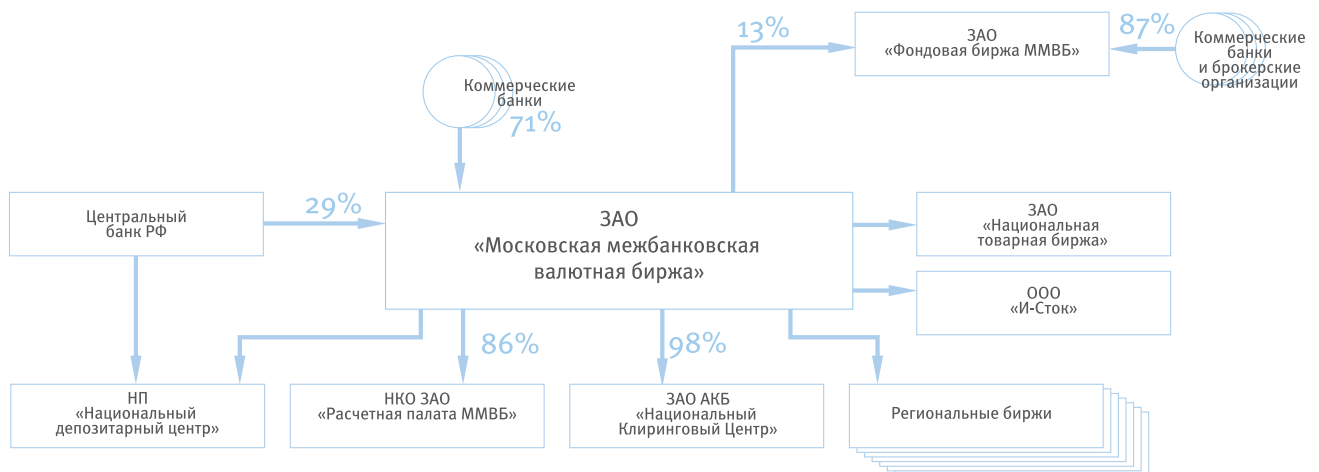 13%
ЗАО
«Фондовая биржа ММВБ»
87%
Коммерческие
банки
и брокерские
организации
Коммерческие
банки
71%
Центральный
банк РФ
29%
ЗАО
«Московская межбанковская
валютная биржа»
ЗАО
«Национальная
товарная биржа»
ООО
«И-Сток»
86%
98%
НП
«Национальный
депозитарный центр»
НКО ЗАО
«Расчетная палата ММВБ»
ЗАО АКБ
«Национальный
Клиринговый Центр»
Региональные биржи